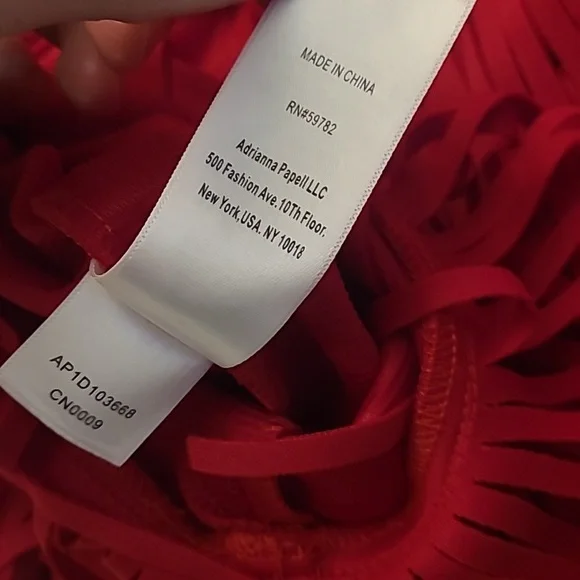 MADE IN CHINA
RN#59782
Adrianna Papell LLC
500 Fashion Ave.10Th Floor.
New York,USA. NY 10018
AP1D103668
CN0009